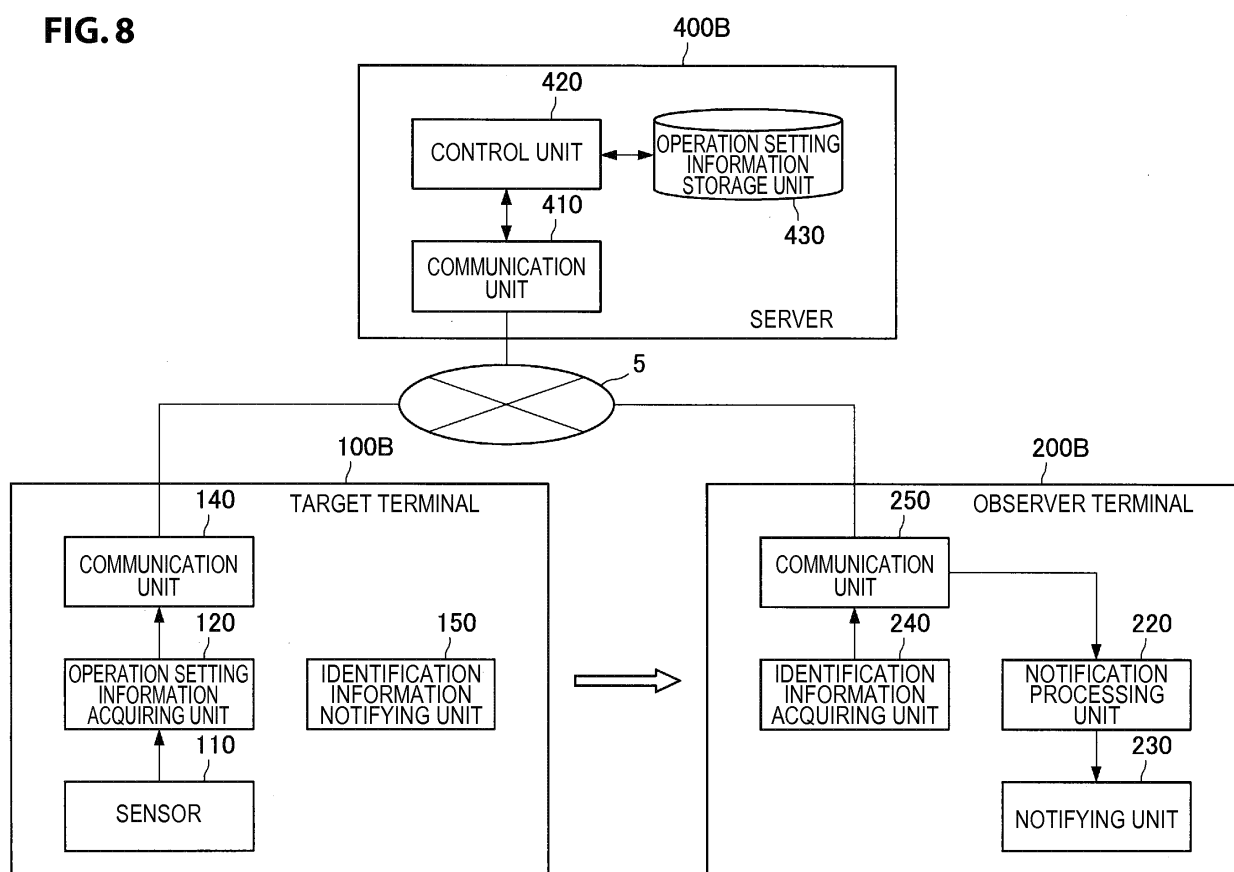 FIG. 8
400B
420
CONTROL UNIT
OPERATION SETTING
INFORMATION
STORAGE UNIT
430
410
COMMUNICATION
UNIT
SERVER
5
100B
TARGET TERMINAL
140
COMMUNICATION
UNIT
120
OPERATION SETTING
INFORMATION
ACQUIRING UNIT
110
SENSOR
150
IDENTIFICATION
INFORMATION
NOTIFYING UNIT
200B
OBSERVER TERMINAL
250
COMMUNICATION
UNIT
240
IDENTIFICATION
INFORMATION
ACQUIRING UNIT
220
NOTIFICATION
PROCESSING
UNIT
230
NOTIFYING UNIT